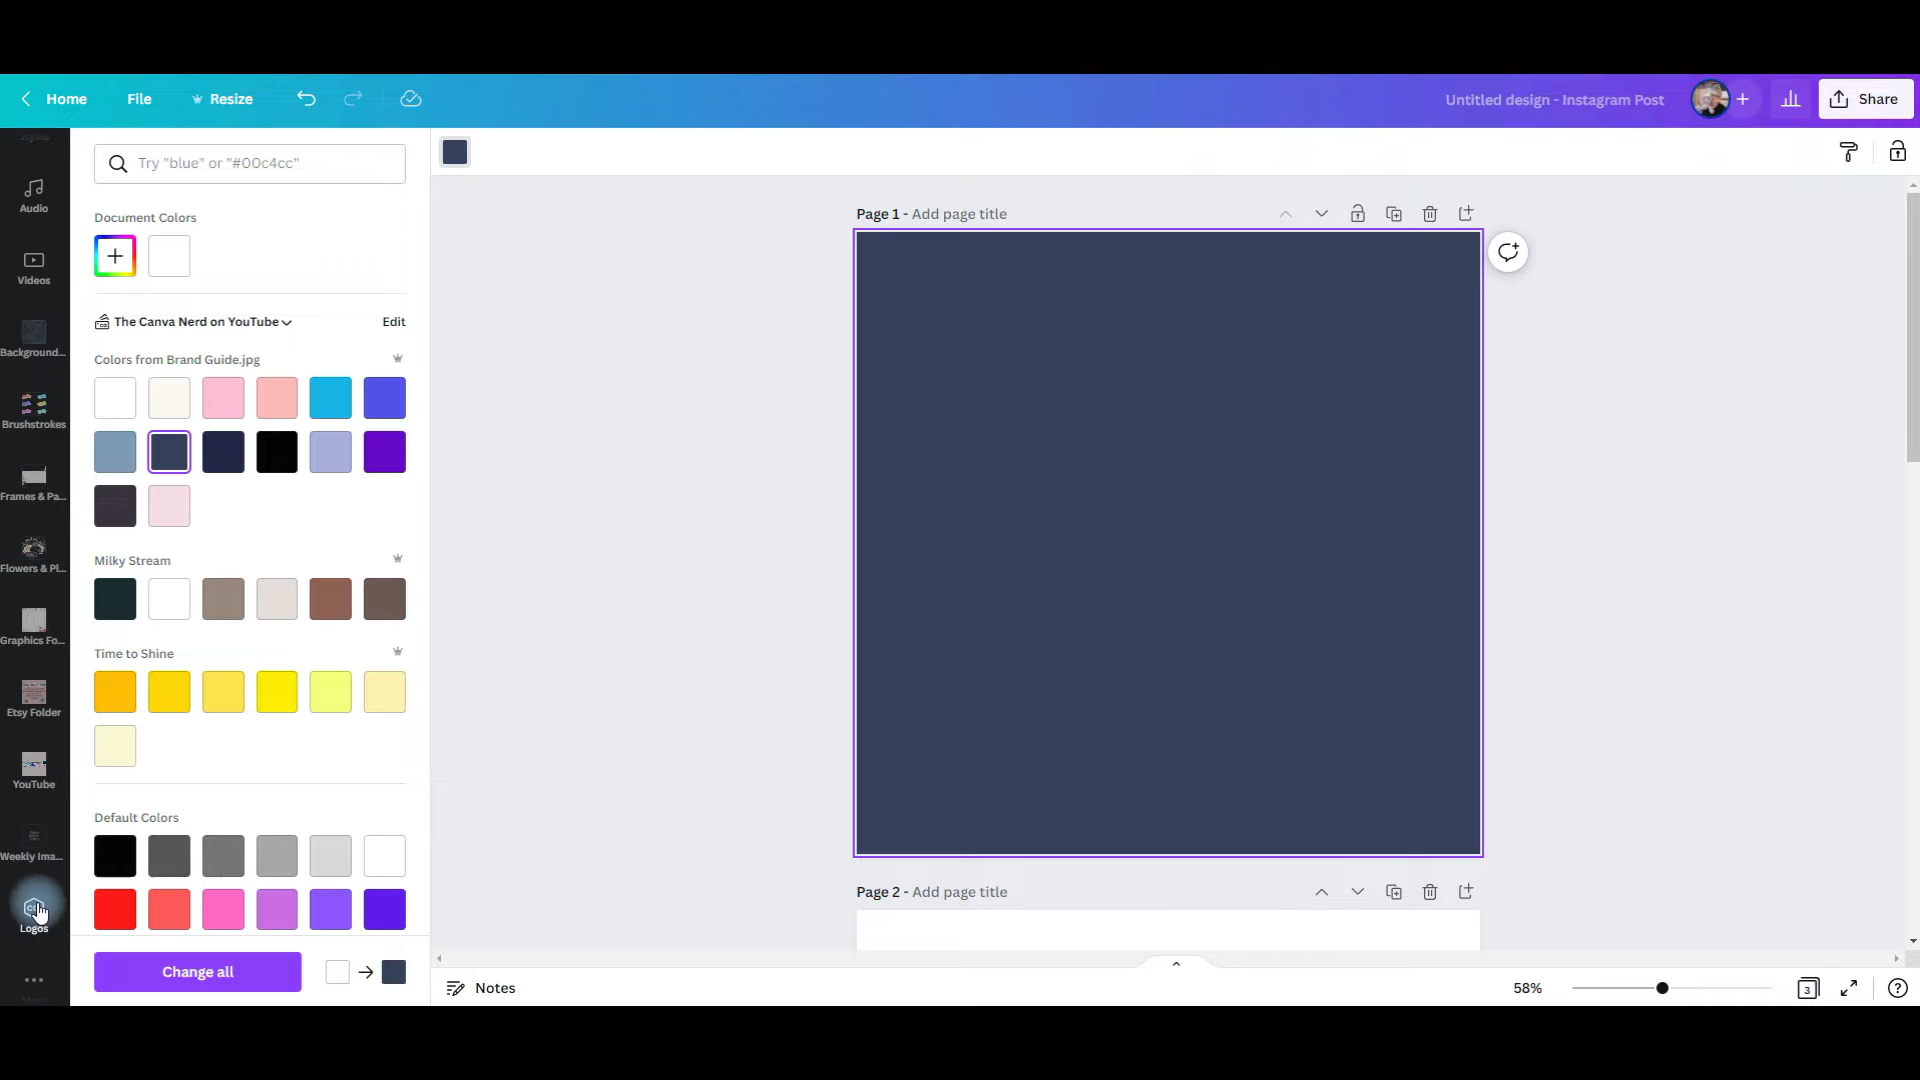 Home
File
Resize
Untitled design - Instagram Post
Share
Styles
Audio
Videos
Background...
Brushstrokes
Frames & Pa...
Flowers & Pl...
Graphics Fo...
Etsy Folder
YouTube
Weekly Ima...
Logos
Try "blue" or "#00c4cc"
Document Colors
The Canva Nerd on YouTube
Edit
Colors from Brand Guide.jpg
Milky Stream
Time to Shine
Default Colors
Change all
Page 1 - Add page title
Page 2 - Add page title
Notes
58%
3